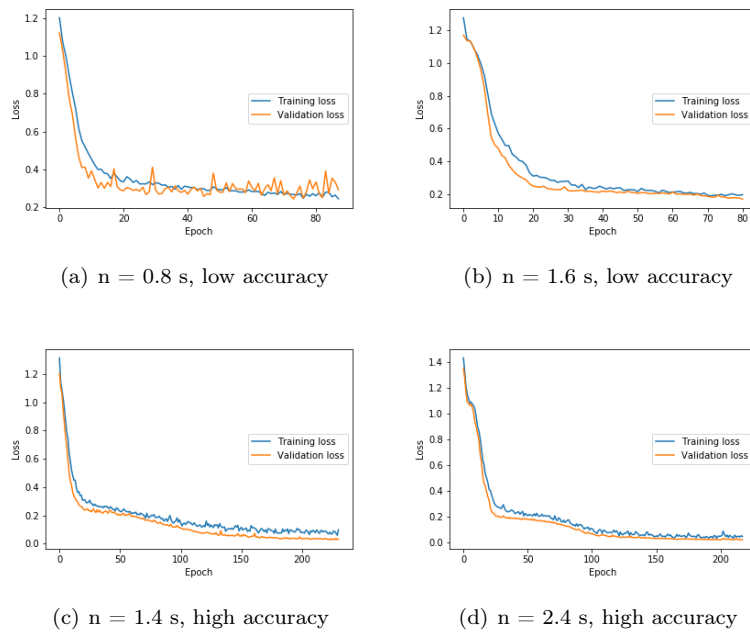 1.2
1.0
0.8
0.6
0.4
0.2
Loss
0
20
40
60
80
Epoch
Training loss
Validation loss
(a) n = 0.8 s, low accuracy
1.2
1.0
0.8
0.6
0.4
0.2
Loss
0
10
20
30
40
50
60
70
80
Epoch
Training loss
Validation loss
(b) n = 1.6 s, low accuracy
1.2
1.0
0.8
0.6
0.4
0.2
0.0
Loss
0
50
100
150
200
Epoch
Training loss
Validation loss
(c) n = 1.4 s, high accuracy
1.4
1.2
1.0
0.8
0.6
0.4
0.2
0.0
Loss
0
50
100
150
200
Epoch
Training loss
Validation loss
(d) n = 2.4 s, high accuracy